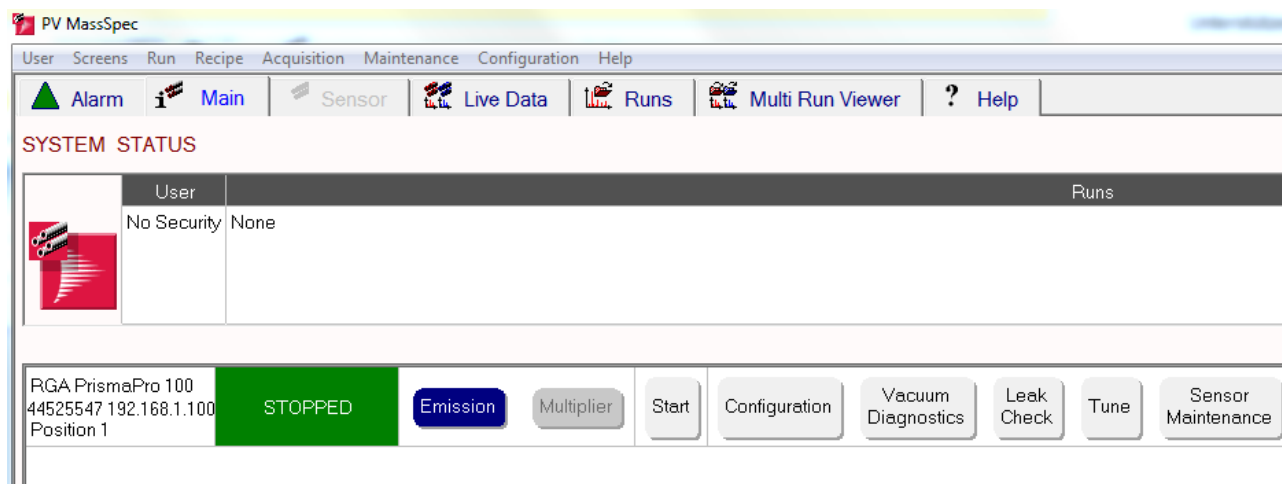 PV MassSpec
User Screens Run Recipe Acquisition Maintenance Configuration Help
Alarm i Main Sensor Live Data Runs Multi Run Viewer ? Help
SYSTEM STATUS
User Runs
No Security None
RGA PrismaPro 100
44525547 192.168.1.100
Position 1
STOPPED
Emission
Multiplier
Start
Configuration
Vacuum
Diagnostics
Leak
Check
Tune
Sensor
Maintenance